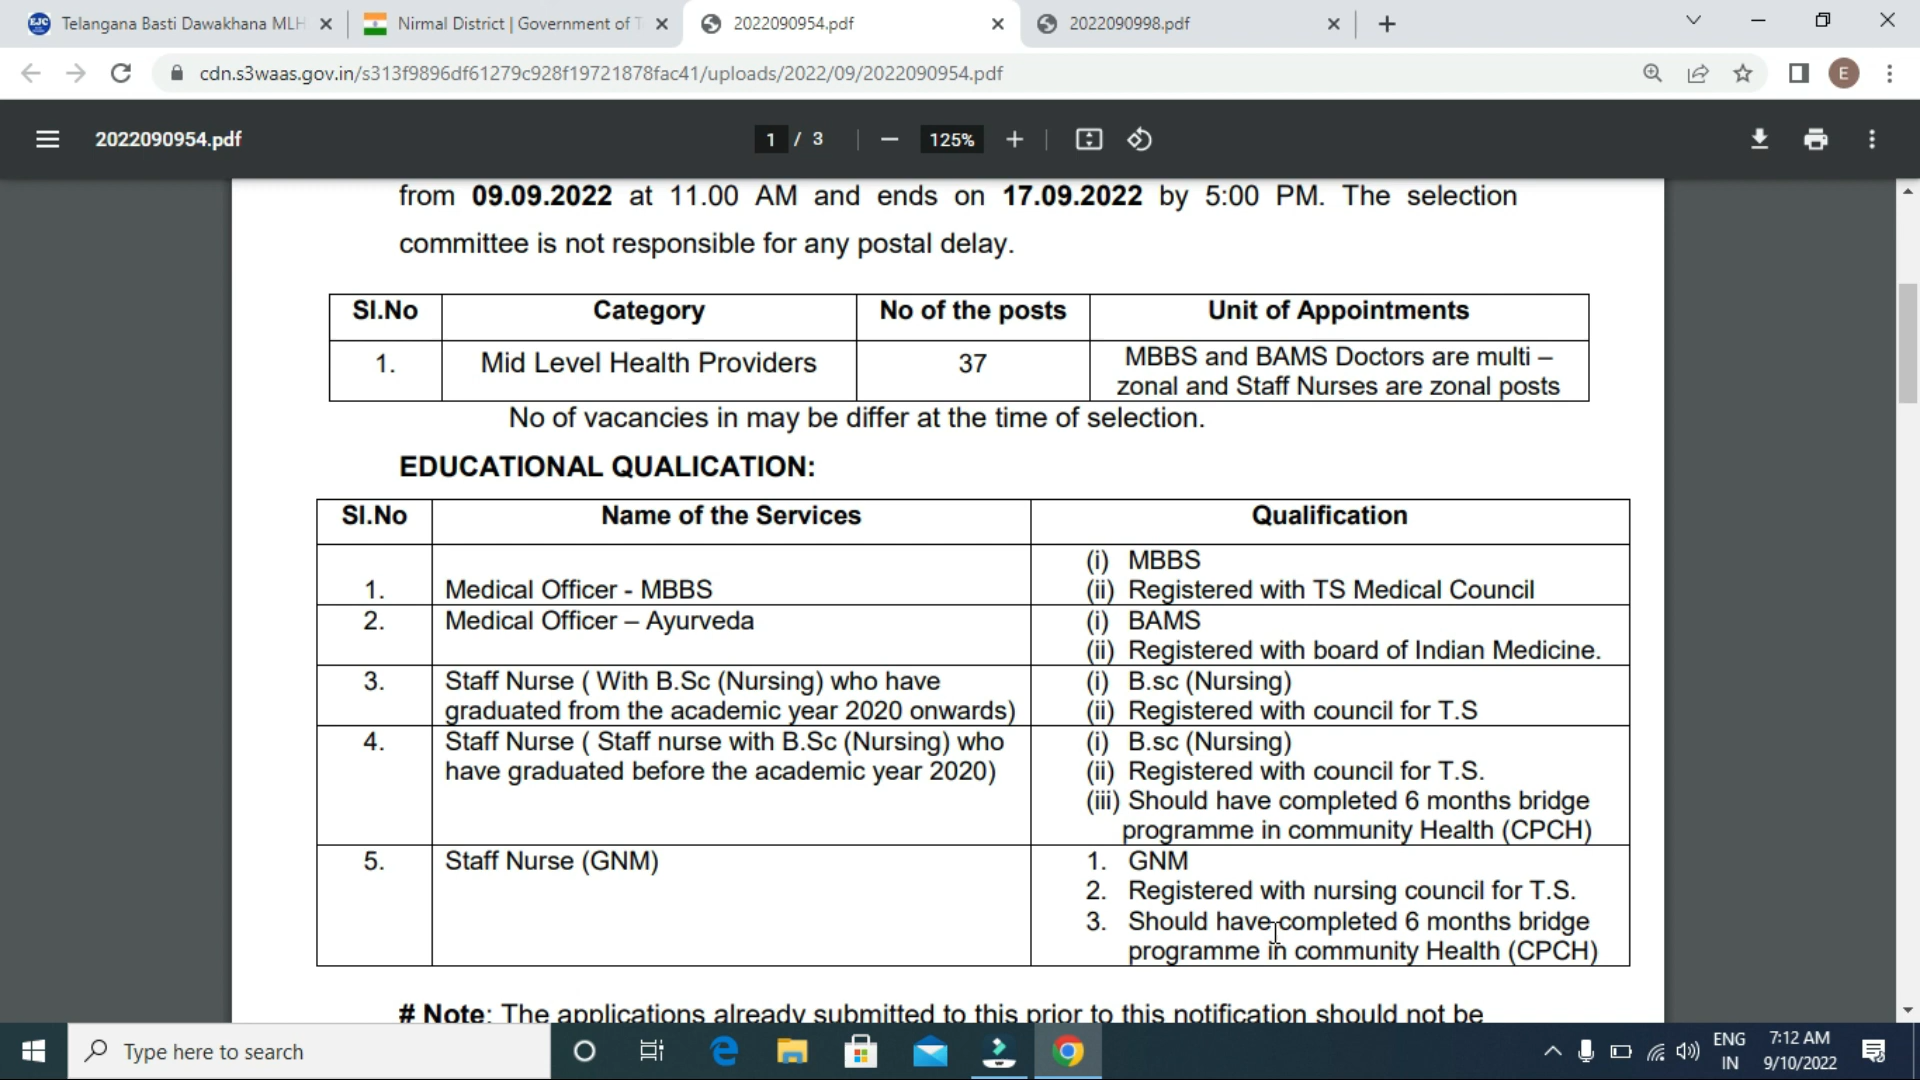 Telangana Basti Dawakhana MLH
Nirmal District | Government of T
2022090954.pdf
2022090998.pdf
cdn.s3waas.gov.in/s313f9896df61279c928f19721878fac41/uploads/2022/09/2022090954.pdf
E
2022090954.pdf
1 / 3
125%
from 09.09.2022 at 11.00 AM and ends on 17.09.2022 by 5:00 PM. The selection
committee is not responsible for any postal delay.
SI.No Category No of the posts Unit of Appointments
1. Mid Level Health Providers 37 MBBS and BAMS Doctors are multi –
zonal and Staff Nurses are zonal posts
No of vacancies in may be differ at the time of selection.
EDUCATIONAL QUALICATION:
SI.No Name of the Services Qualification
(i) MBBS
1. Medical Officer - MBBS (ii) Registered with TS Medical Council
2. Medical Officer – Ayurveda (i) BAMS
(ii) Registered with board of Indian Medicine.
3. Staff Nurse ( With B.Sc (Nursing) who have (i) B.sc (Nursing)
graduated from the academic year 2020 onwards) (ii) Registered with council for T.S
4. Staff Nurse ( Staff nurse with B.Sc (Nursing) who (i) B.sc (Nursing)
have graduated before the academic year 2020) (ii) Registered with council for T.S.
(iii) Should have completed 6 months bridge
programme in community Health (CPCH)
5. Staff Nurse (GNM) 1. GNM
2. Registered with nursing council for T.S.
3. Should have completed 6 months bridge
programme in community Health (CPCH)
# Note: The applications already submitted to this prior to this notification should not be
Type here to search
ENG
IN
7:12 AM
9/10/2022